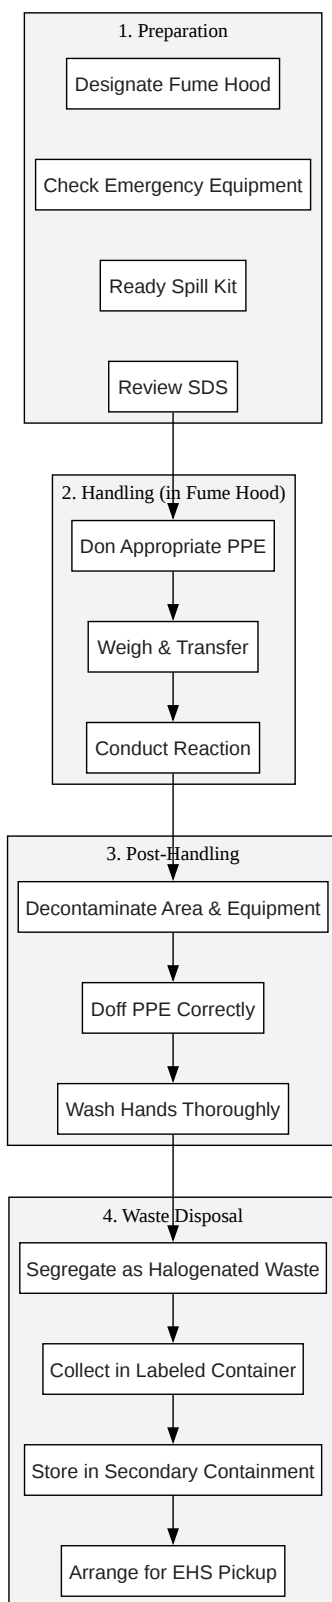 1. Preparation
Designate Fume Hood
Check Emergency Equipment
Ready Spill Kit
Review SDS
2. Handling (in Fume Hood)
Don Appropriate PPE
Weigh & Transfer
Conduct Reaction
3. Post-Handling
Decontaminate Area & Equipment
Doff PPE Correctly
Wash Hands Thoroughly
4. Waste Disposal
Segregate as Halogenated Waste
Collect in Labeled Container
Store in Secondary Containment
Arrange for EHS Pickup